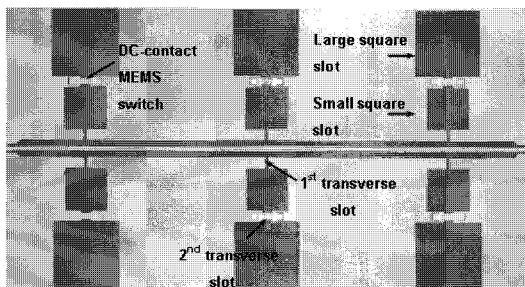 DC-contact
MEMS
switch
Large square
slot
Small square
slot
1st transverse
slot
2nd transverse
slot